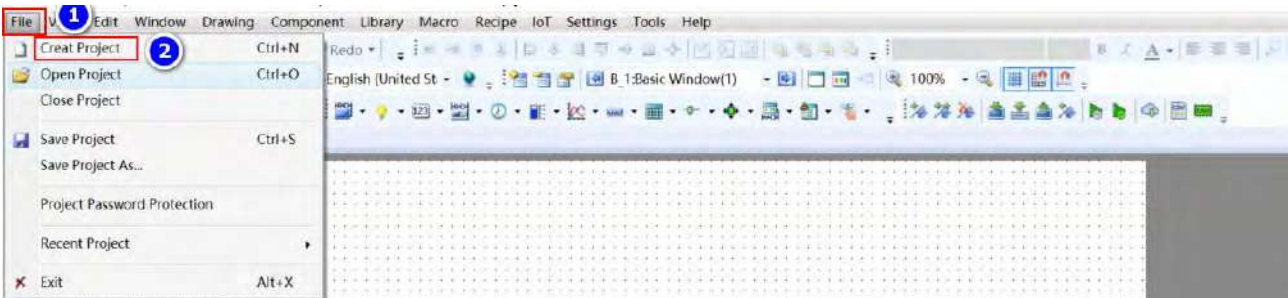 File Edit Window Drawing Component Library Macro Recipe IoT Settings Tools Help
1
Creat Project Ctrl+N
2
Redo
Open Project Ctrl+O
English (United St B_1:Basic Window(1) 100%
Close Project
Save Project Ctrl+S
Save Project As...
Project Password Protection
Recent Project
Exit Alt+X